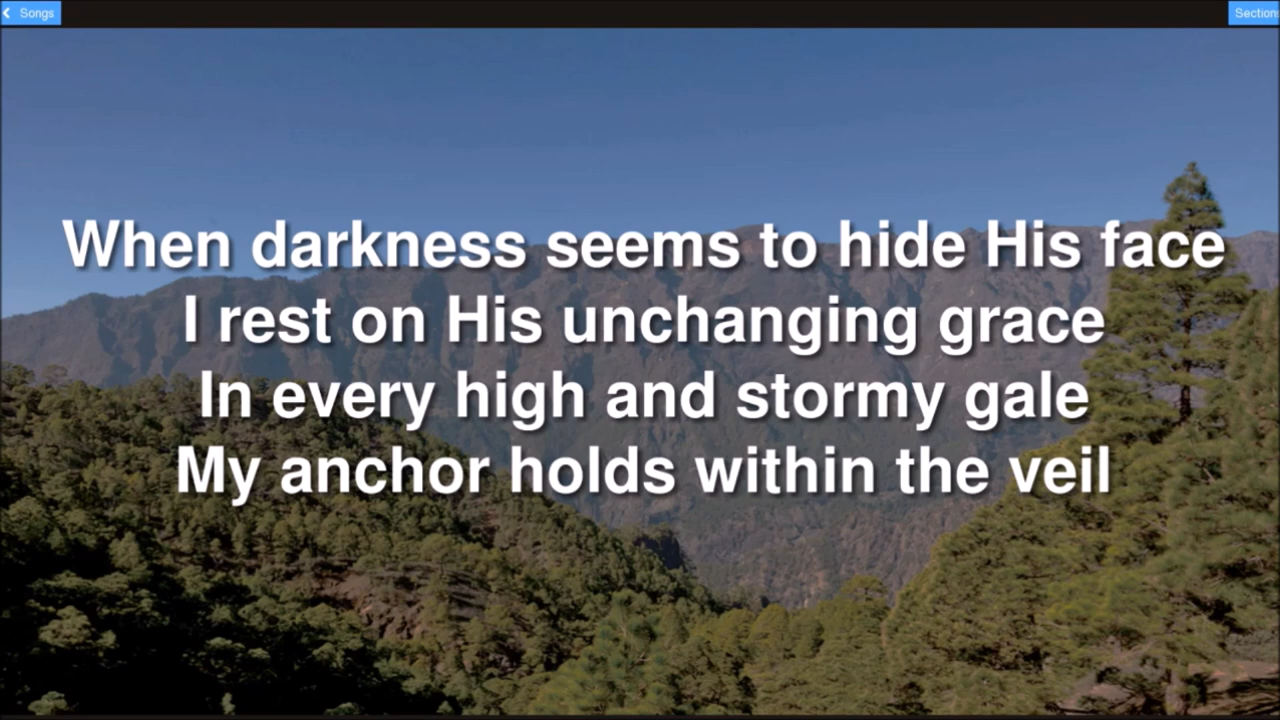 Songs
Section
When darkness seems to hide His face
I rest on His unchanging grace
In every high and stormy gale
My anchor holds within the veil